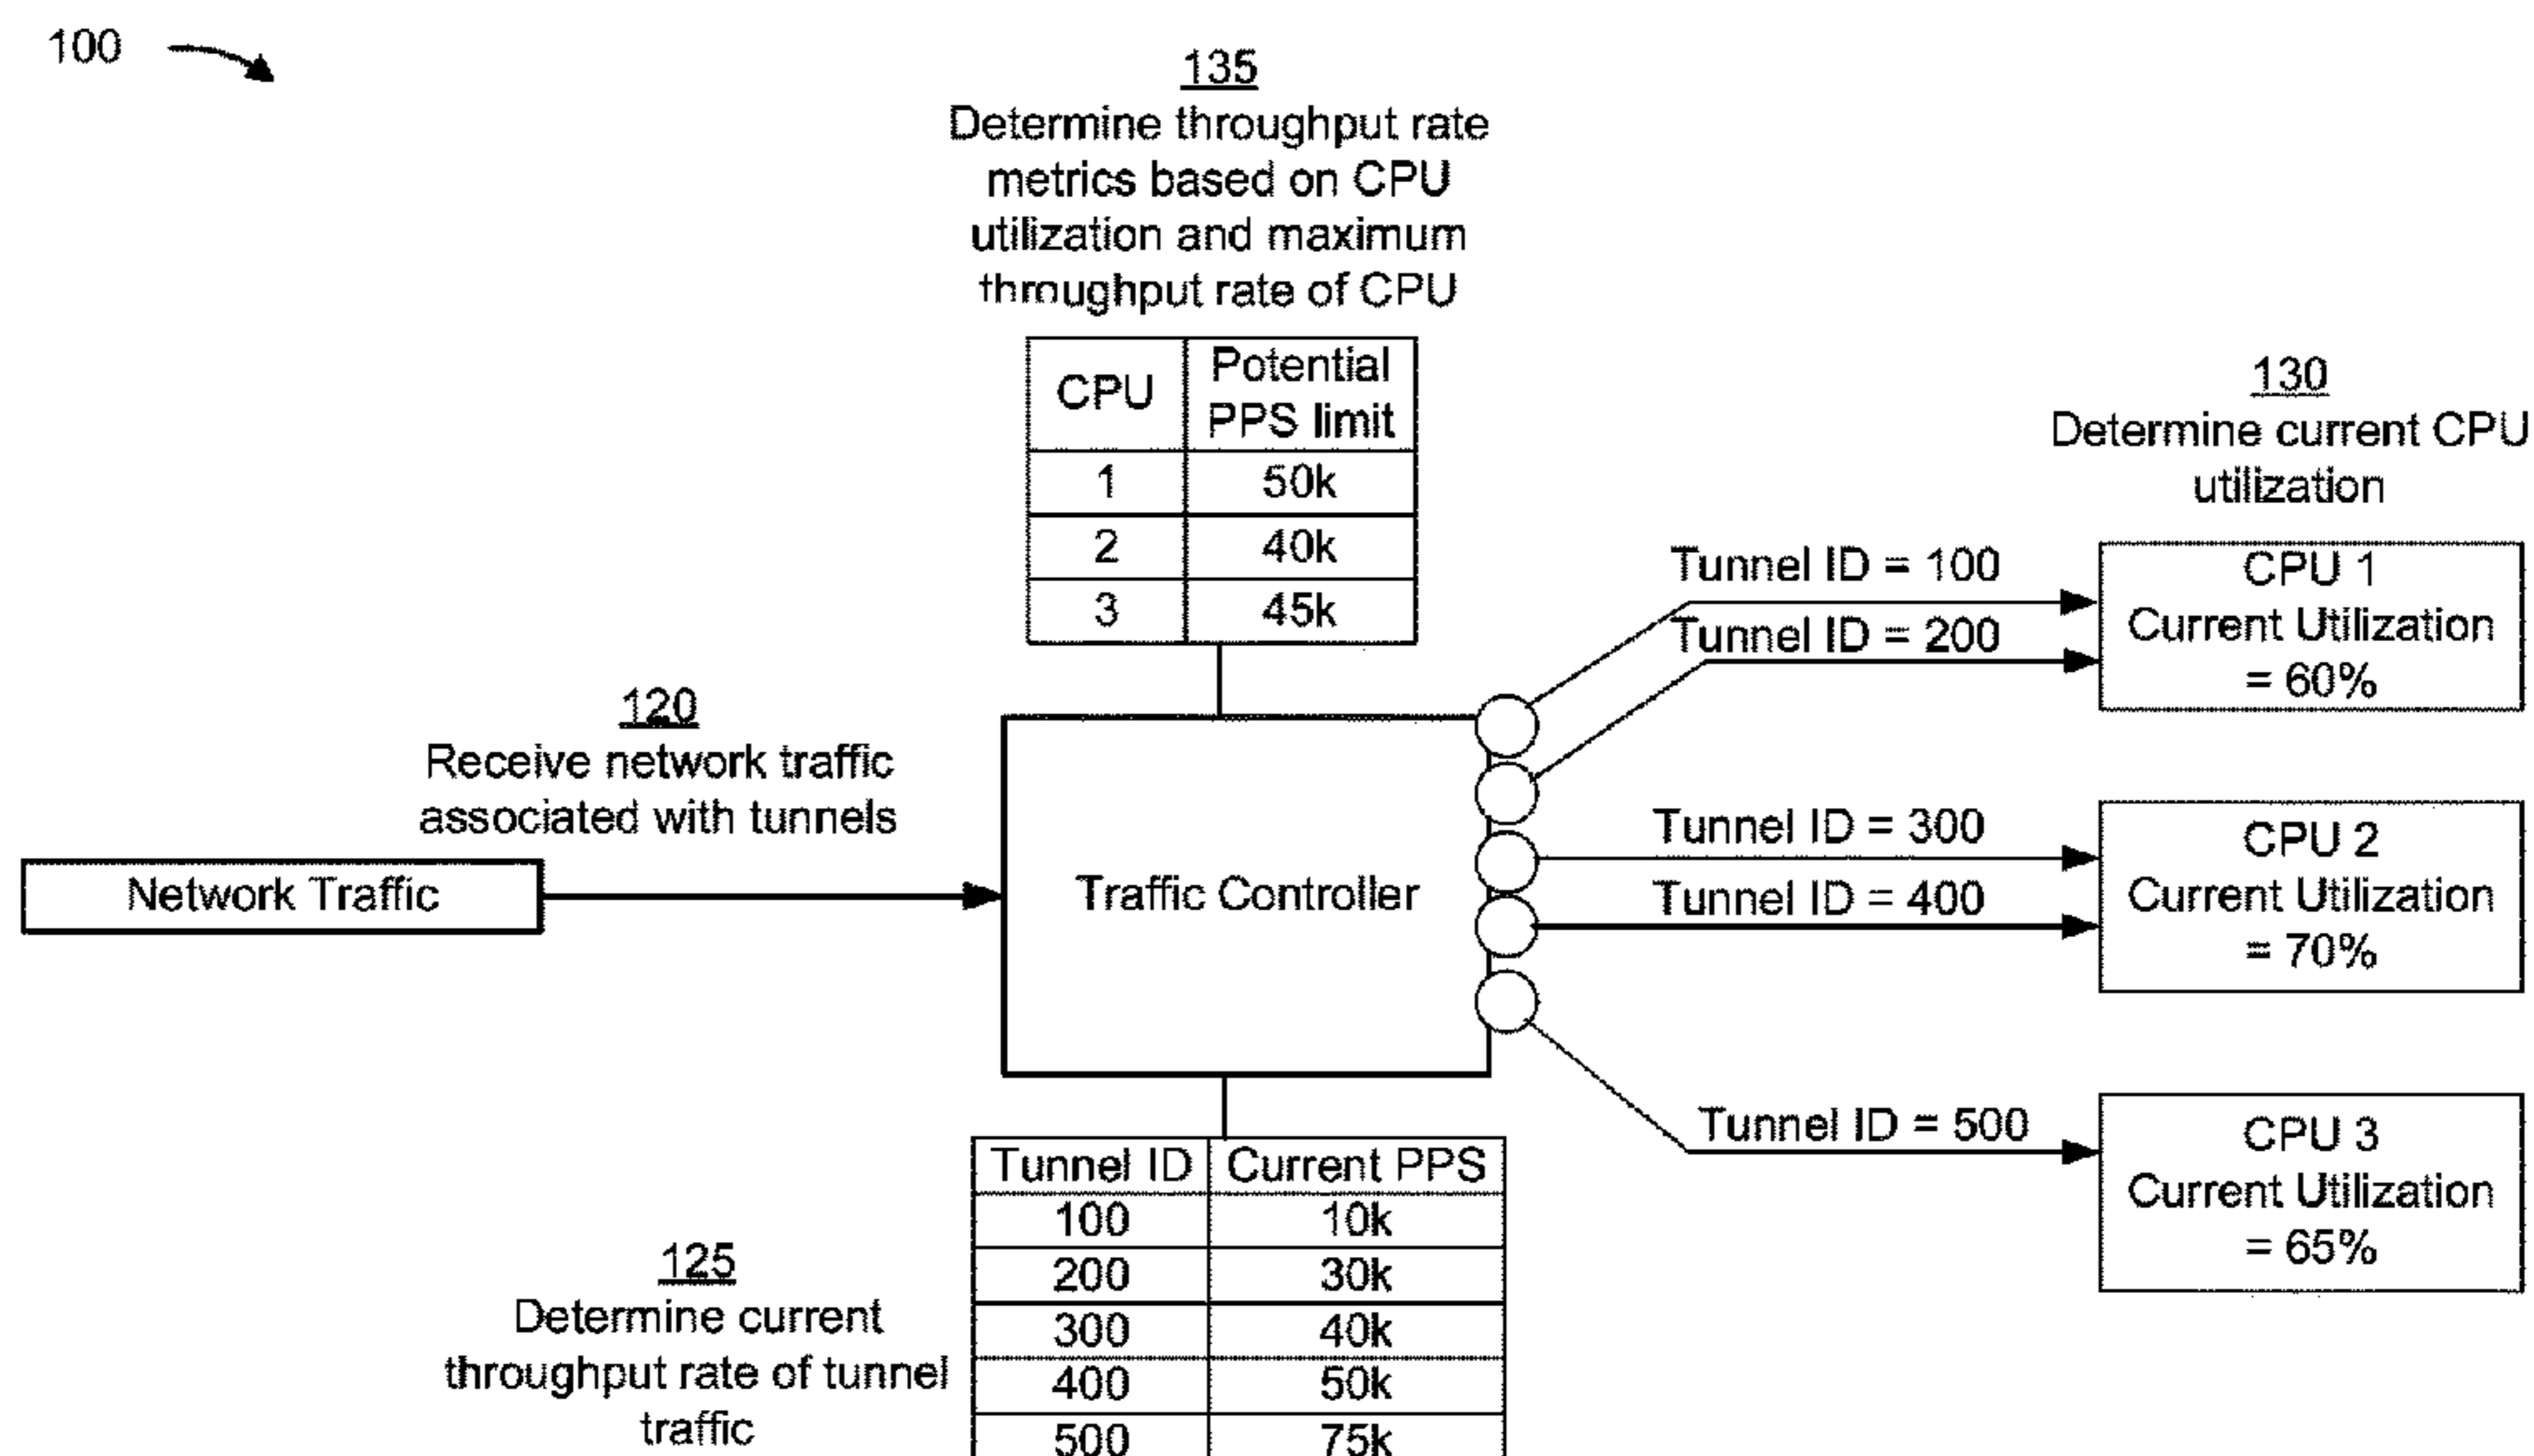 100
135
Determine throughput rate
metrics based on CPU
utilization and maximum
throughput rate of CPU
CPU
Potential
PPS limit
1
50k
2
40k
3
45k
130
Determine current CPU
utilization
Tunnel ID = 100
Tunnel ID = 200
CPU 1
Current Utilization
= 60%
120
Receive network traffic
associated with tunnels
Network Traffic
Traffic Controller
Tunnel ID = 300
Tunnel ID = 400
CPU 2
Current Utilization
= 70%
Tunnel ID = 500
CPU 3
Current Utilization
= 65%
125
Determine current
throughput rate of tunnel
traffic
Tunnel ID
Current PPS
100
10k
200
30k
300
40k
400
50k
500
75k